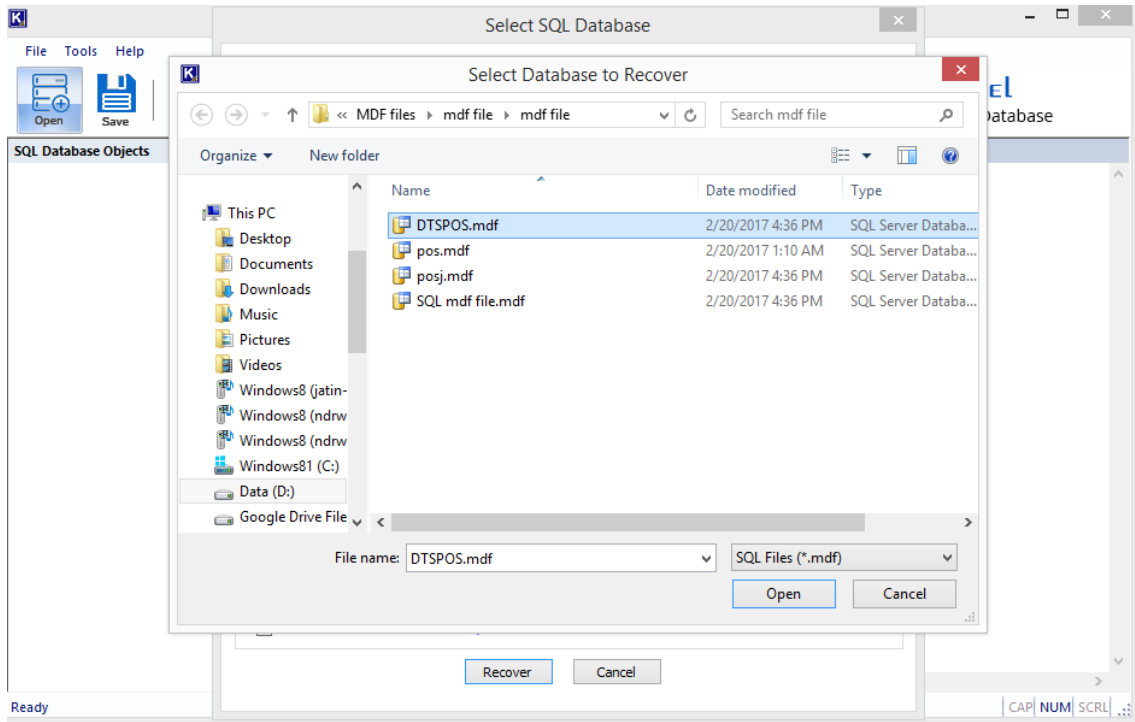 Select SQL Database
File Tools Help
Select Database to Recover
Open
Save
« MDF files mdf file mdf file
Search mdf file
Database
Organize
New folder
SQL Database Objects
Name
Date modified
Type
This PC
Desktop
Documents
Downloads
Music
Pictures
Videos
Windows8 (jatin-
Windows8 (ndrw
Windows8 (ndrw
Windows81 (C:)
Data (D:)
Google Drive File
DTSPOS.mdf 2/20/2017 4:36 PM SQL Server Databa...
pos.mdf 2/20/2017 1:10 AM SQL Server Databa...
posj.mdf 2/20/2017 4:36 PM SQL Server Databa...
SQL mdf file.mdf 2/20/2017 4:36 PM SQL Server Databa...
File name: DTSPOS.mdf
SQL Files (*.mdf)
Open
Cancel
Recover
Cancel
Ready
CAP NUM SCRL